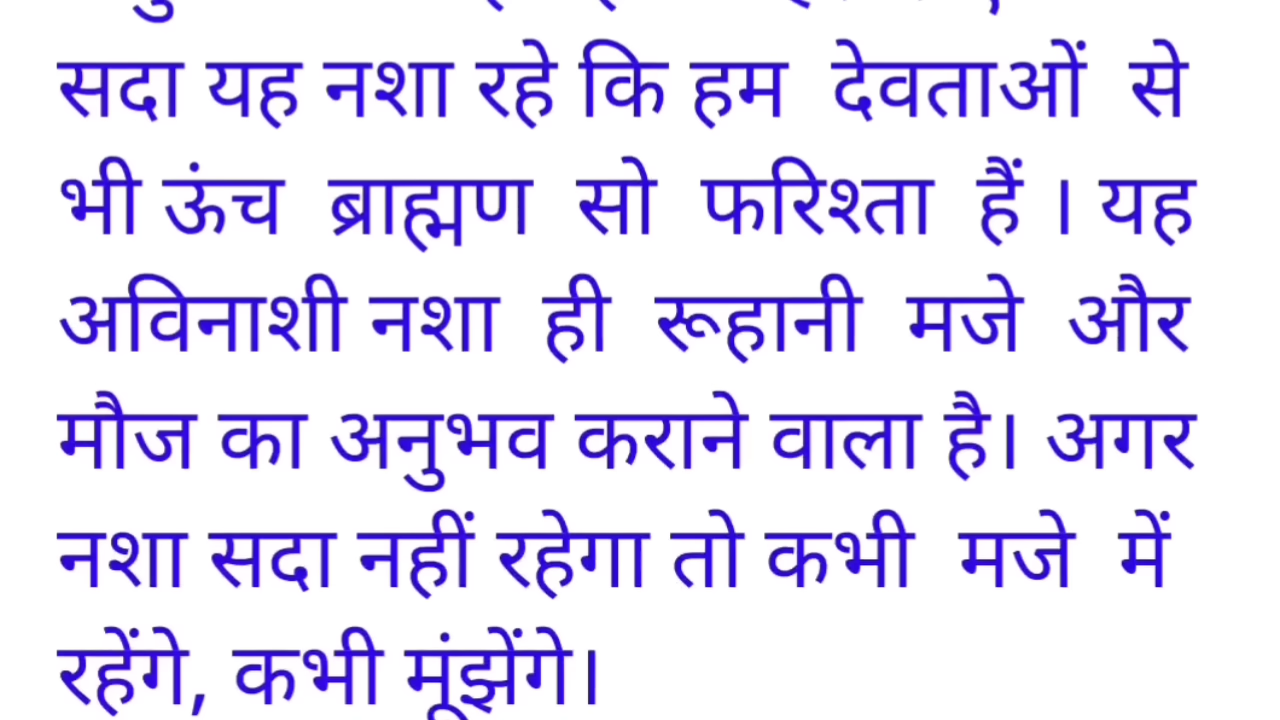 सदा यह नशा रहे कि हम देवताओं से
भी ऊंच ब्राह्मण सो फरिश्ता हैं । यह
अविनाशी नशा ही रूहानी मजे और
मौज का अनुभव कराने वाला है। अगर
नशा सदा नहीं रहेगा तो कभी मजे में
रहेंगे, कभी मूंझेंगे।